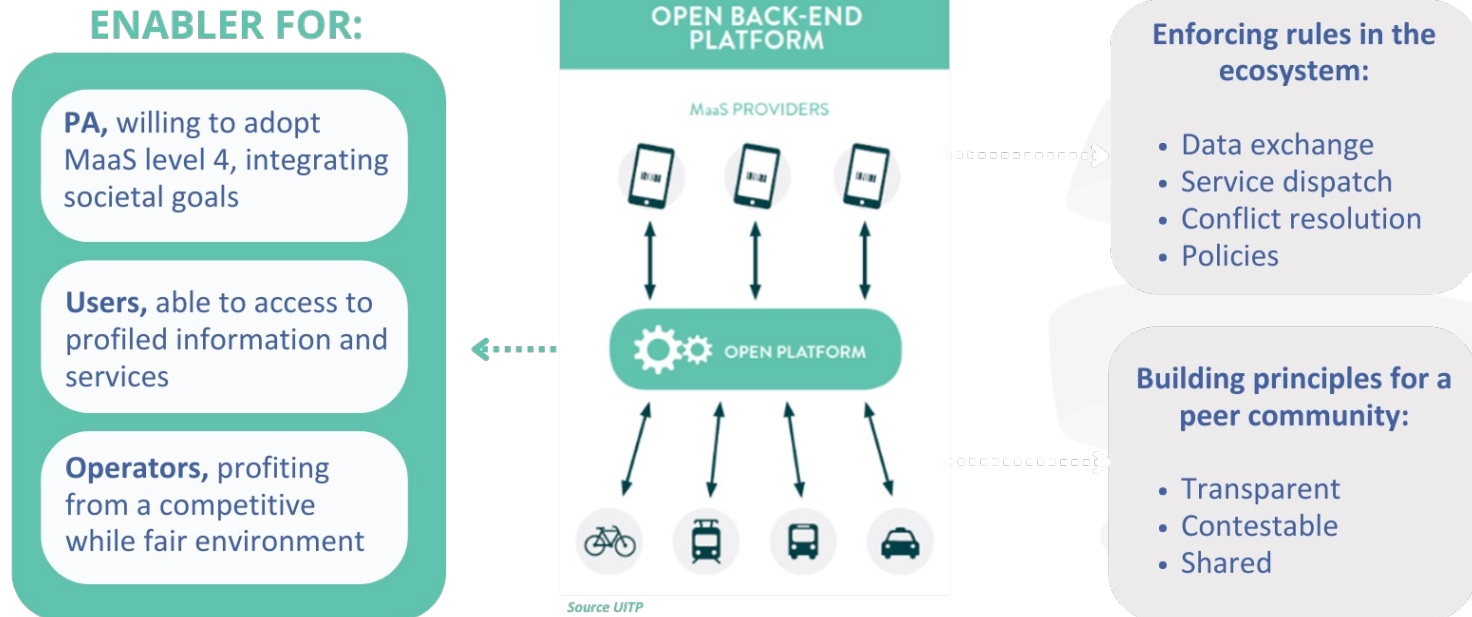 ENABLER FOR:
PA, willing to adopt
MaaS level 4, integrating
societal goals
Users, able to access to
profiled information and
services
Operators, profiting
from a competitive
while fair environment
OPEN BACK-END
PLATFORM
MaaS PROVIDERS
OPEN PLATFORM
Source UITP
Enforcing rules in the
ecosystem:
• Data exchange
• Service dispatch
• Conflict resolution
• Policies
Building principles for a
peer community:
• Transparent
• Contestable
• Shared